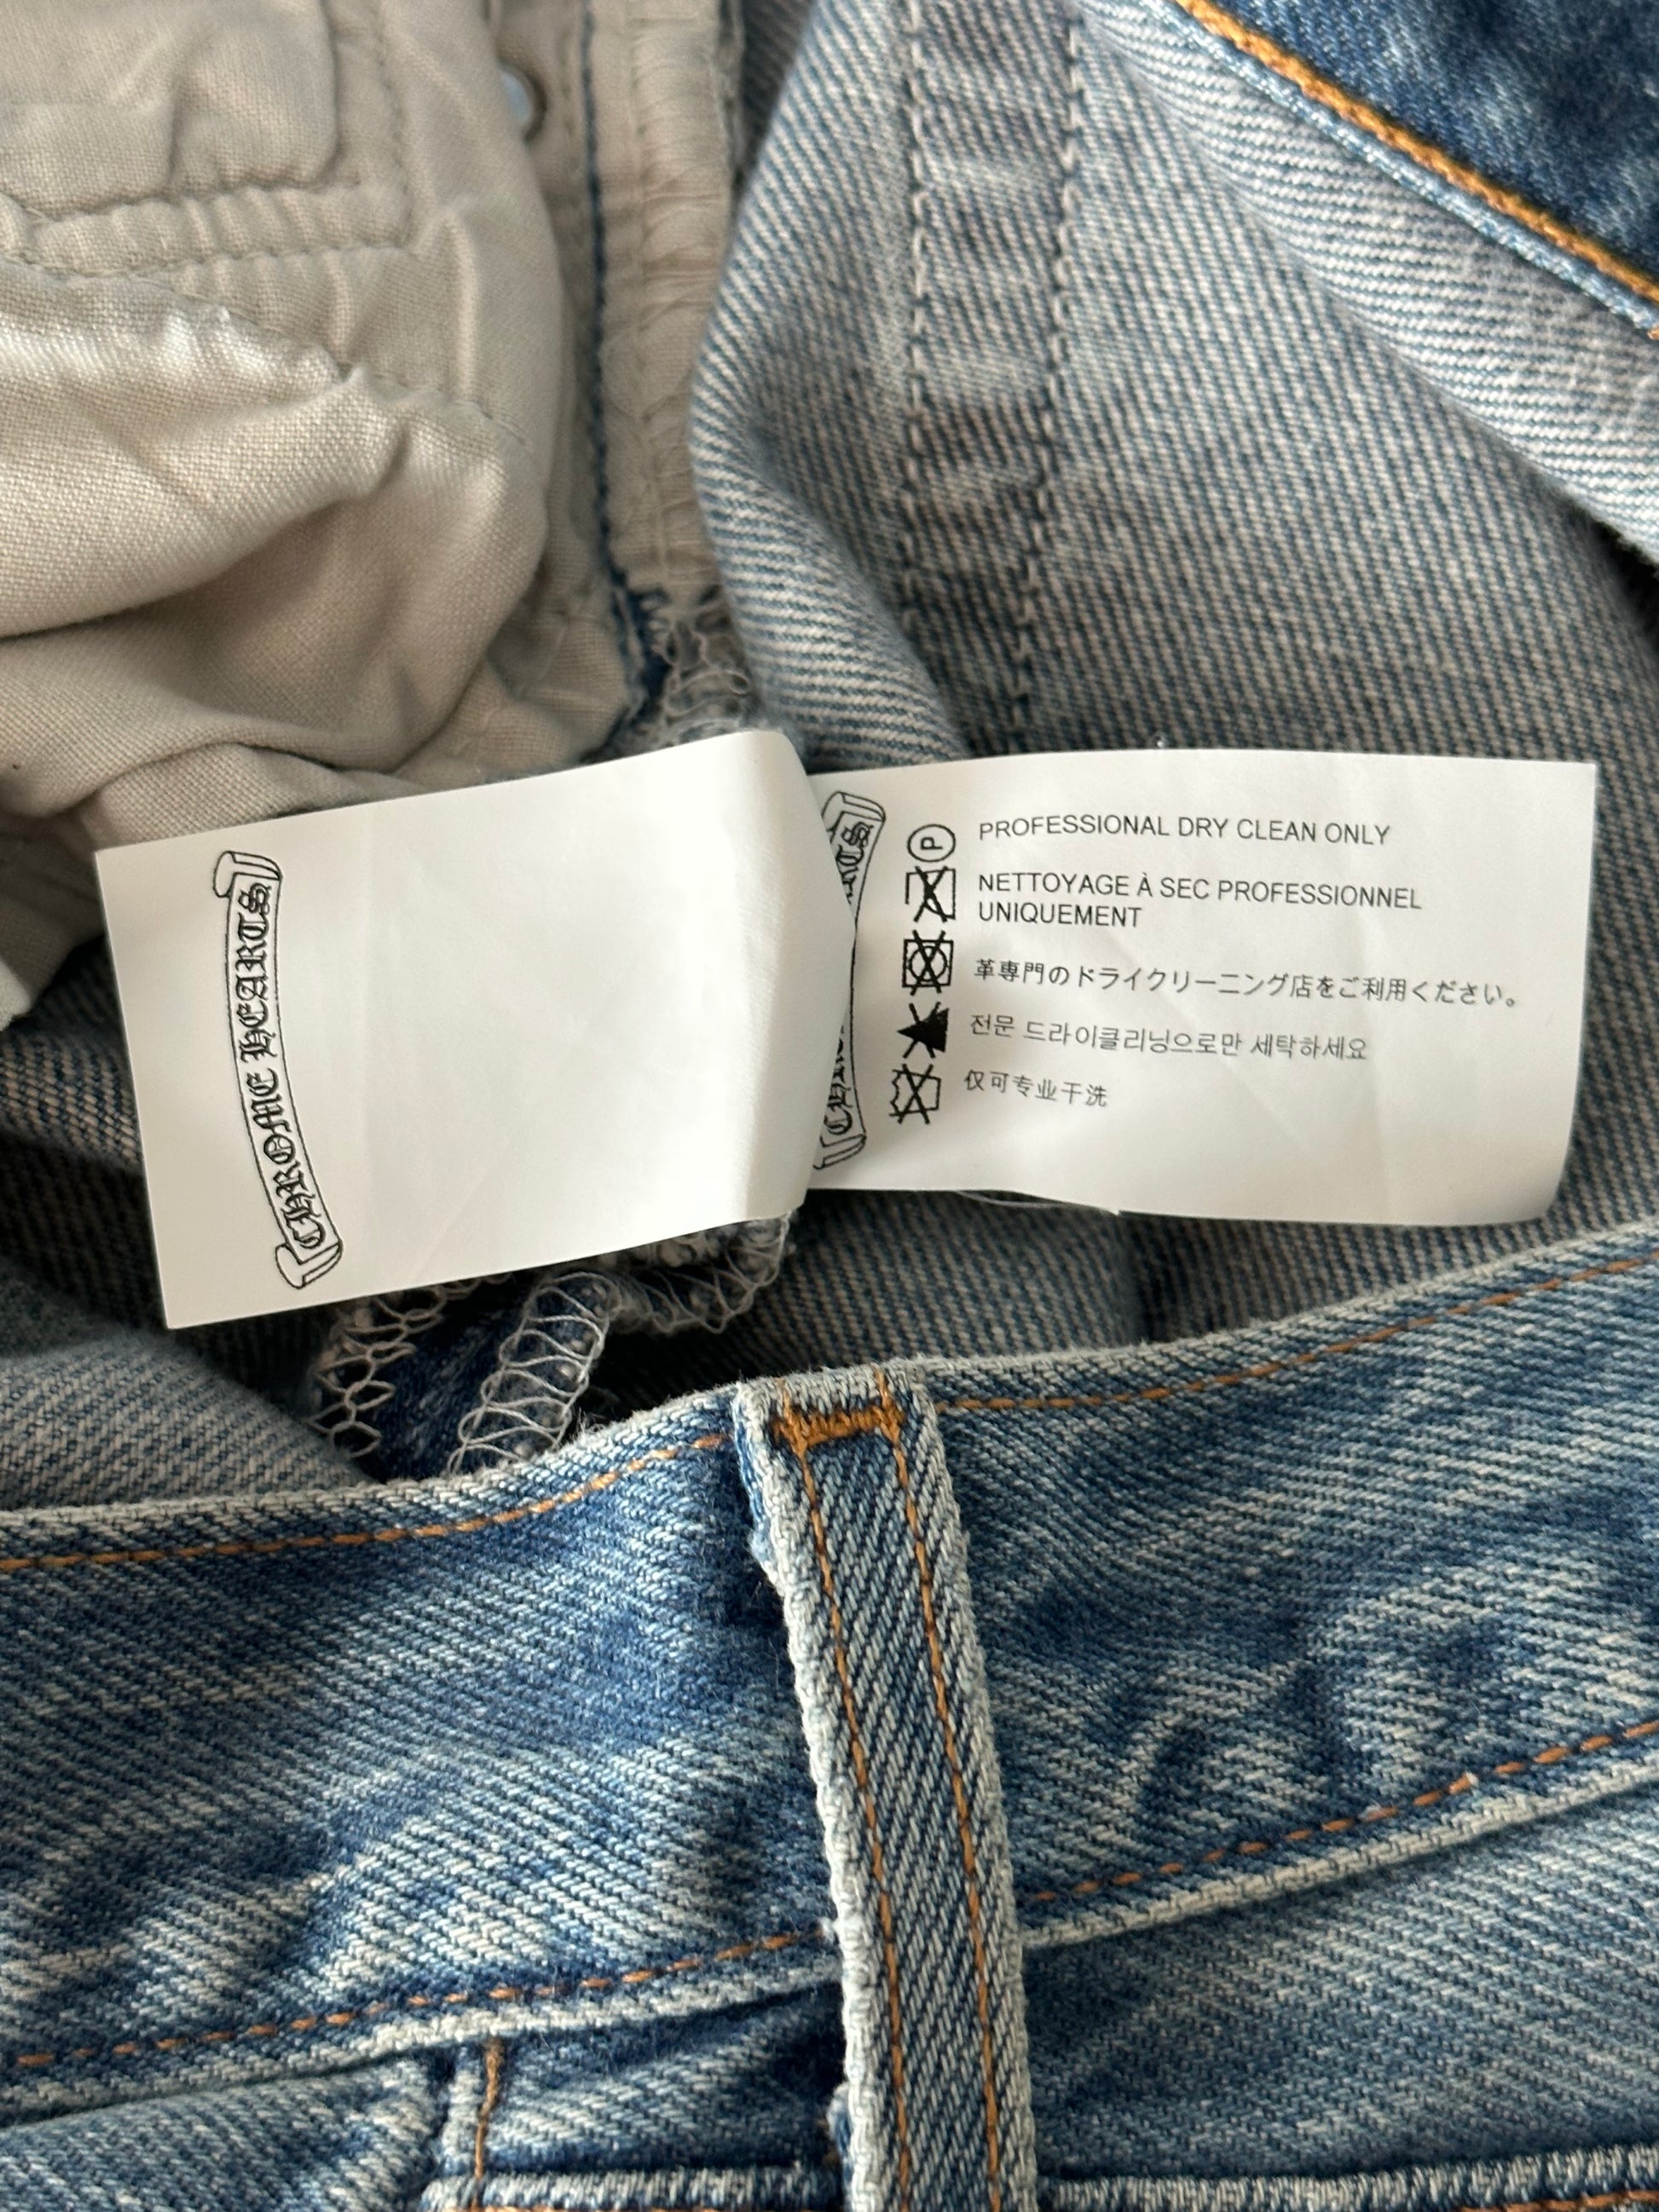 CHROME HEARTS
CHROME HEARTS
P
PROFESSIONAL DRY CLEAN ONLY
NETTOYAGE À SEC PROFESSIONNEL
UNIQUEMENT
革専門のドライクリーニング店をご利用ください。
전문 드라이클리닝으로만 세탁하세요
仅可专业干洗